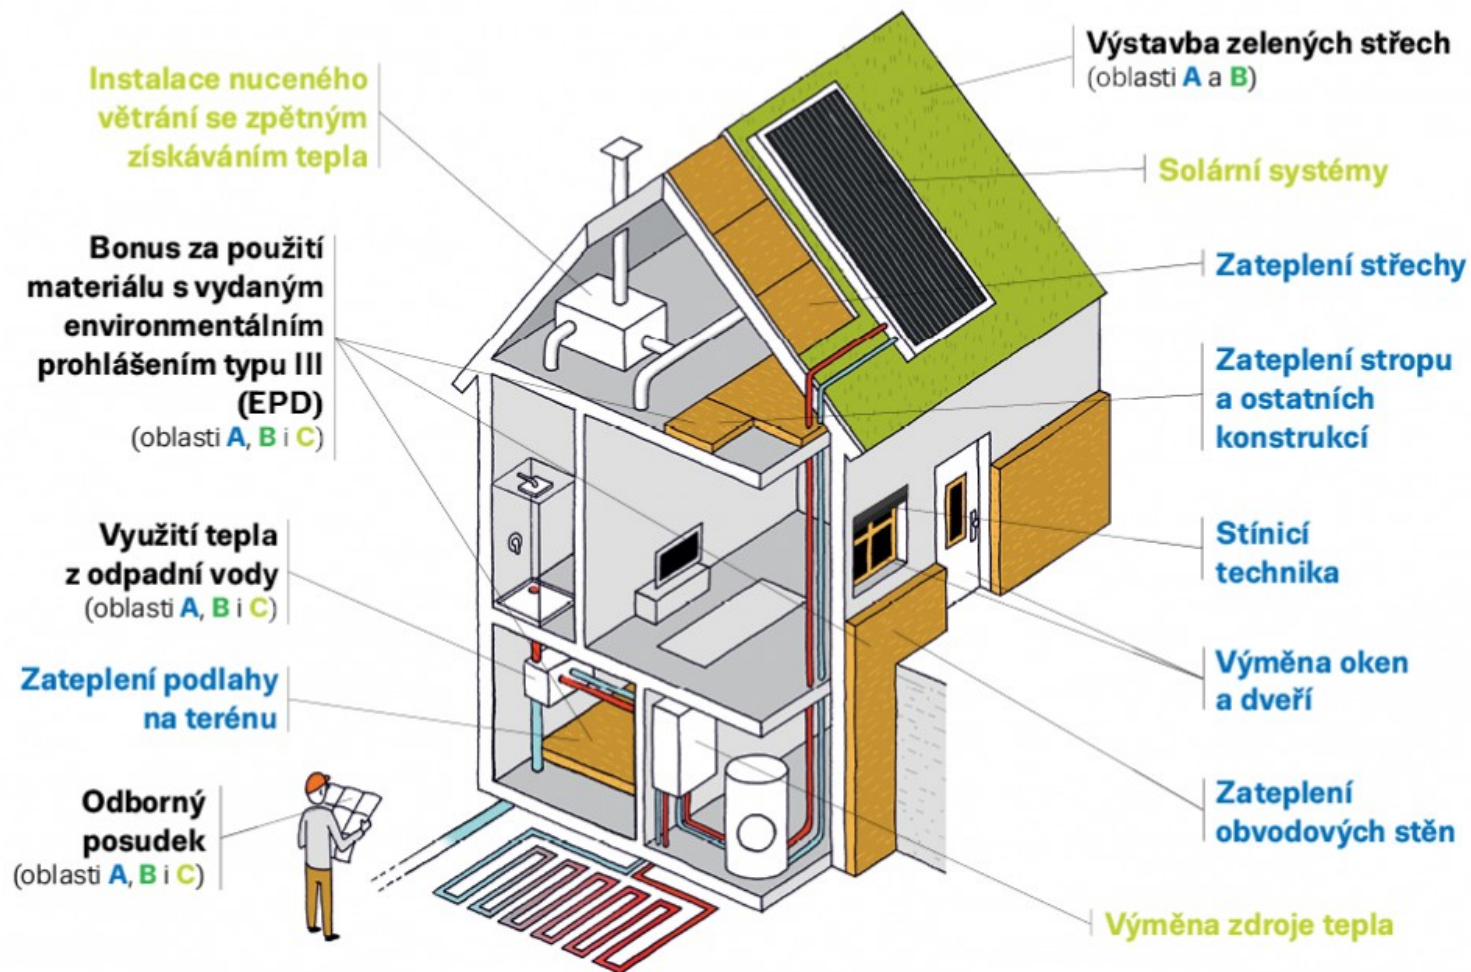 Instalace nuceného
větrání se zpětným
získáváním tepla
Bonus za použití
materiálu s vydaným
environmentálním
prohlášením typu III
(EPD)
(oblasti A, B i C)
Využití tepla
z odpadní vody
(oblasti A, B i C)
Zateplení podlahy
na terénu
Odborný
posudek
(oblasti A, B i C)
Výstavba zelených střech
(oblasti A a B)
Solární systémy
Zateplení střechy
Zateplení stropu
a ostatních
konstrukcí
Stínicí
technika
Výměna oken
a dveří
Zateplení
obvodových stěn
Výměna zdroje tepla